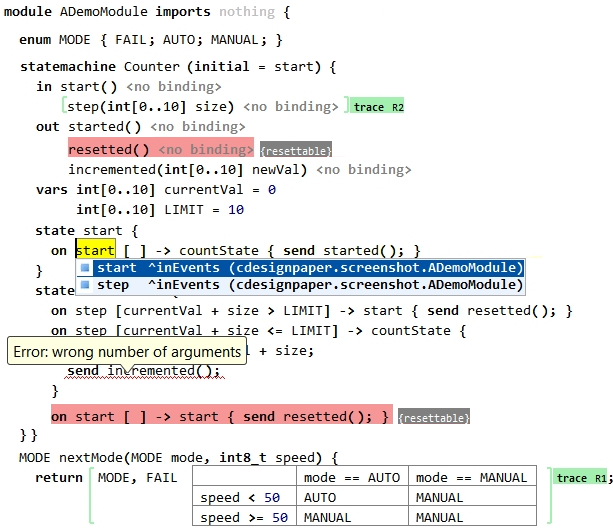 module ADemoModule imports nothing {
enum MODE { FAIL; AUTO; MANUAL; }
statemachine Counter (initial = start) {
in start() <no binding>
step(int[0..10] size) <no binding> trace R2
out started() <no binding>
resetted() <no binding> {resettable}
incremented(int[0..10] newVal) <no binding>
vars int[0..10] currentVal = 0
int[0..10] LIMIT = 10
state start {
on start [ ] -> countState { send started(); }
start ^inEvents (cdesignpaper.screenshot.ADemoModule)
} step ^inEvents (cdesignpaper.screenshot.ADemoModule)
state {
on step [currentVal + size > LIMIT] -> start { send resetted(); }
on step [currentVal + size <= LIMIT] -> countState {
Error: wrong number of arguments l + size;
send incremented();
}
on start [ ] -> start { send resetted(); } {resettable}
} }
MODE nextMode(MODE mode, int8_t speed) {
return MODE, FAIL mode == AUTO mode == MANUAL trace R1;
speed < 50 AUTO MANUAL
speed >= 50 MANUAL MANUAL